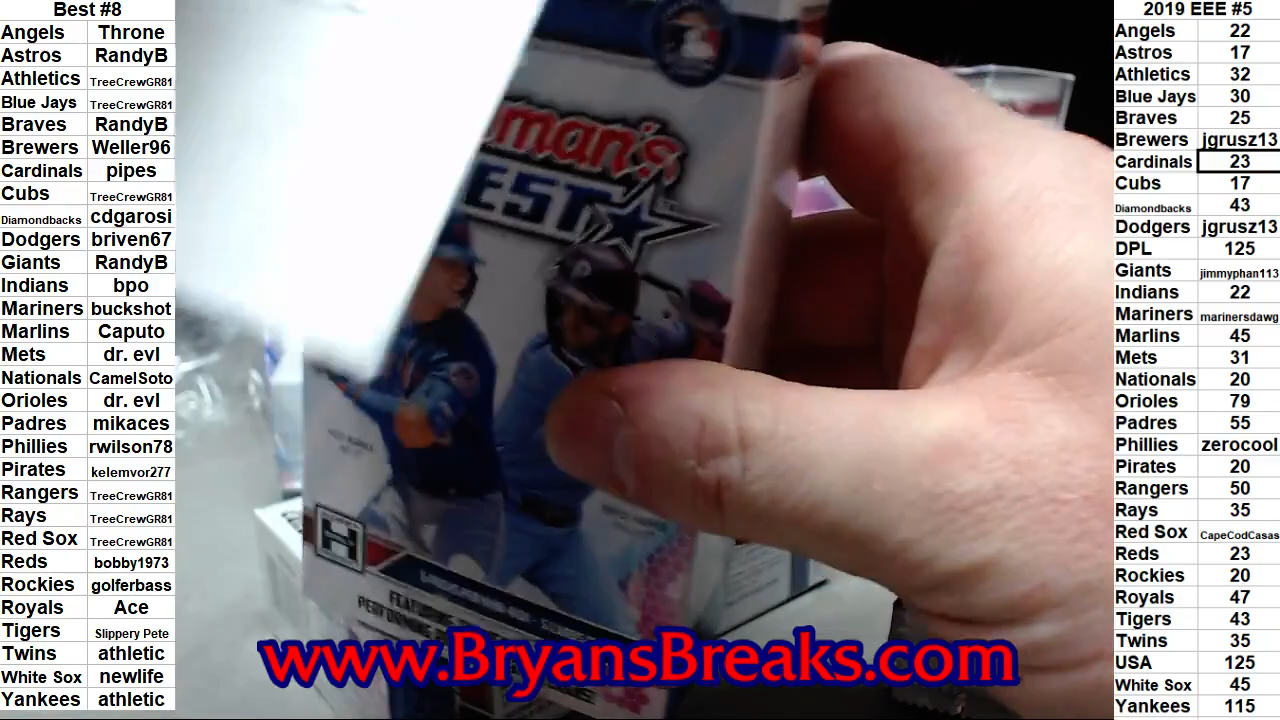 Best #8
Angels Throne
Astros RandyB
Athletics TreeCrewGR81
Blue Jays TreeCrewGR81
Braves RandyB
Brewers Weller96
Cardinals pipes
Cubs TreeCrewGR81
Diamondbacks cdgarosi
Dodgers briven67
Giants RandyB
Indians bpo
Mariners buckshot
Marlins Caputo
Mets dr. evl
Nationals CamelSoto
Orioles dr. evl
Padres mikaces
Phillies rwilson78
Pirates kelemvor277
Rangers TreeCrewGR81
Rays TreeCrewGR81
Red Sox TreeCrewGR81
Reds bobby1973
Rockies golferbass
Royals Ace
Tigers Slippery Pete
Twins athletic
White Sox newlife
Yankees athletic
man's
EST
H
www.BryansBreaks.com
2019 EEE #5
Angels 22
Astros 17
Athletics 32
Blue Jays 30
Braves 25
Brewers jgrusz13
Cardinals 23
Cubs 17
Diamondbacks 43
Dodgers jgrusz13
DPL 125
Giants jimmyphan113
Indians 22
Mariners marinersdawg
Marlins 45
Mets 31
Nationals 20
Orioles 79
Padres 55
Phillies zerocool
Pirates 20
Rangers 50
Rays 35
Red Sox CapeCodCasas
Reds 23
Rockies 20
Royals 47
Tigers 43
Twins 35
USA 125
White Sox 45
Yankees 115